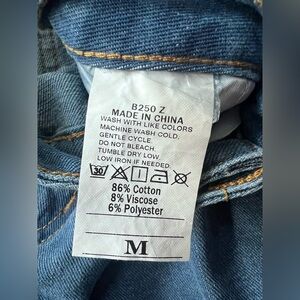 B250 Z
MADE IN CHINA
WASH WITH LIKE COLORS
MACHINE WASH COLD.
GENTLE CYCLE.
DO NOT BLEACH.
TUMBLE DRY LOW.
LOW IRON IF NEEDED.
30
86% Cotton
8% Viscose
6% Polyester
M